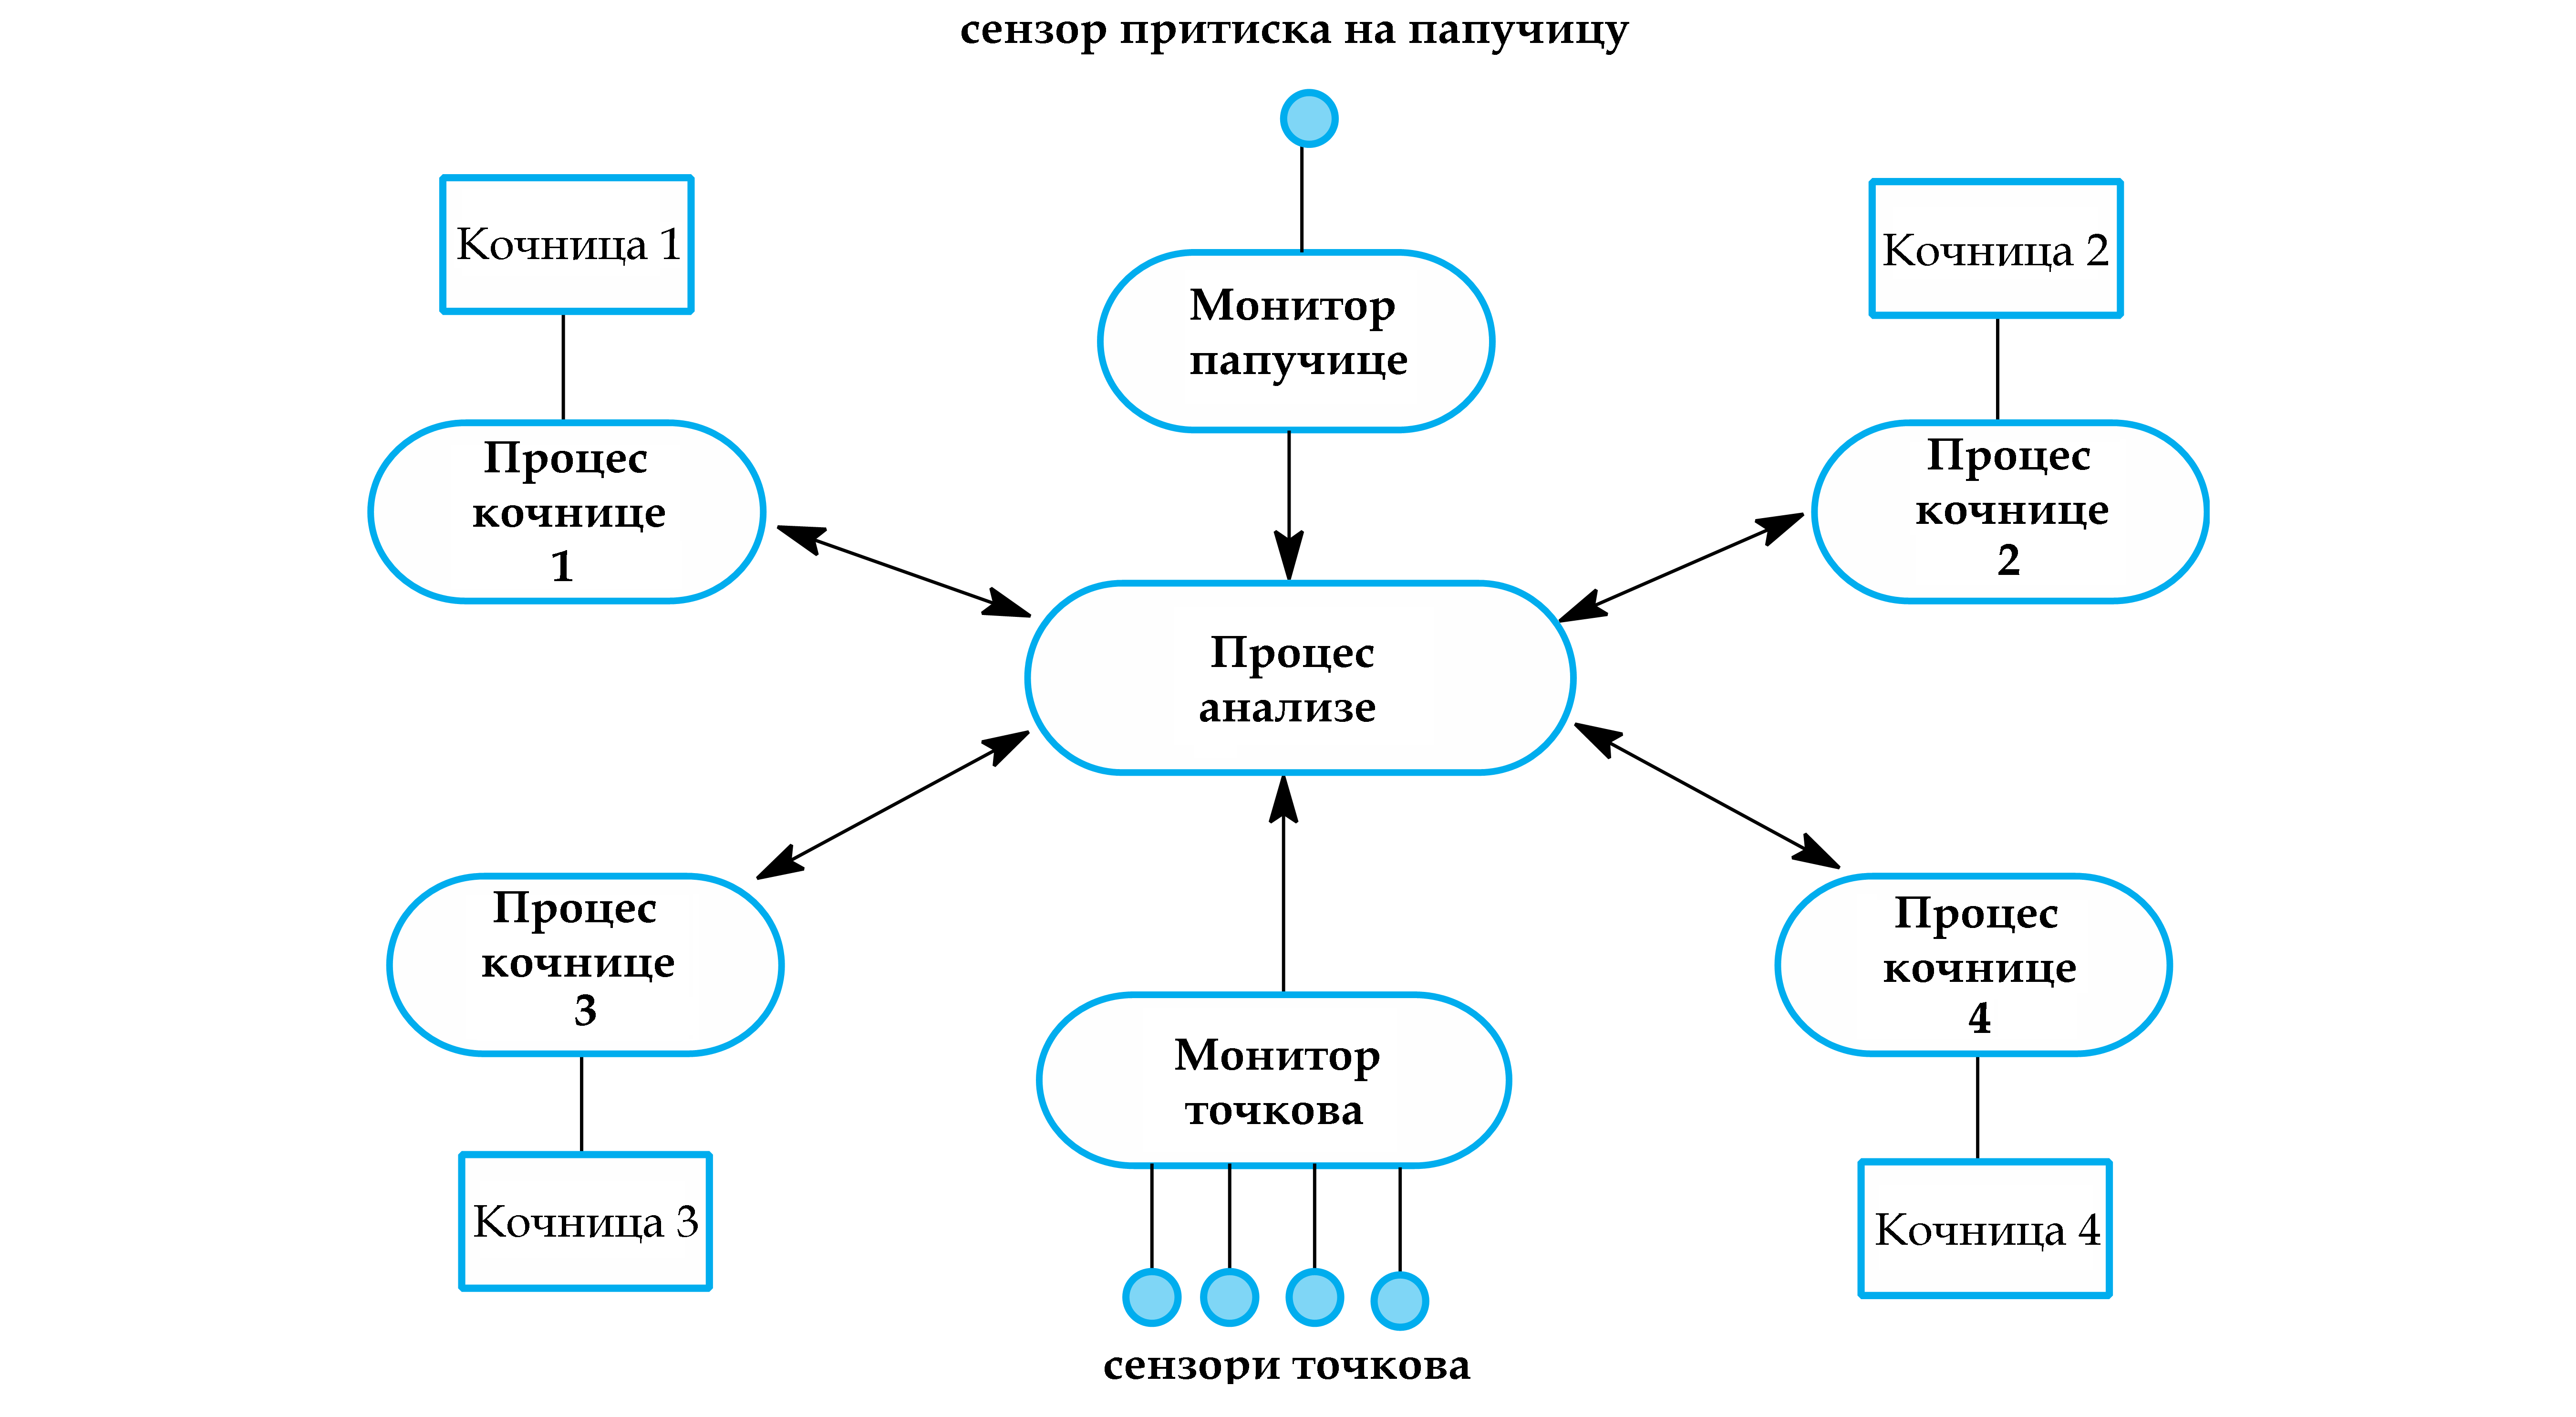 сензор притиска на папучицу
Кочница 1
Кочница 2
Монитор
папучице
Процес
кочнице
1
Процес
кочнице
2
Процес
анализе
Процес
кочнице
3
Процес
кочнице
4
Монитор
точкова
Кочница 3
Кочница 4
сензори точкова